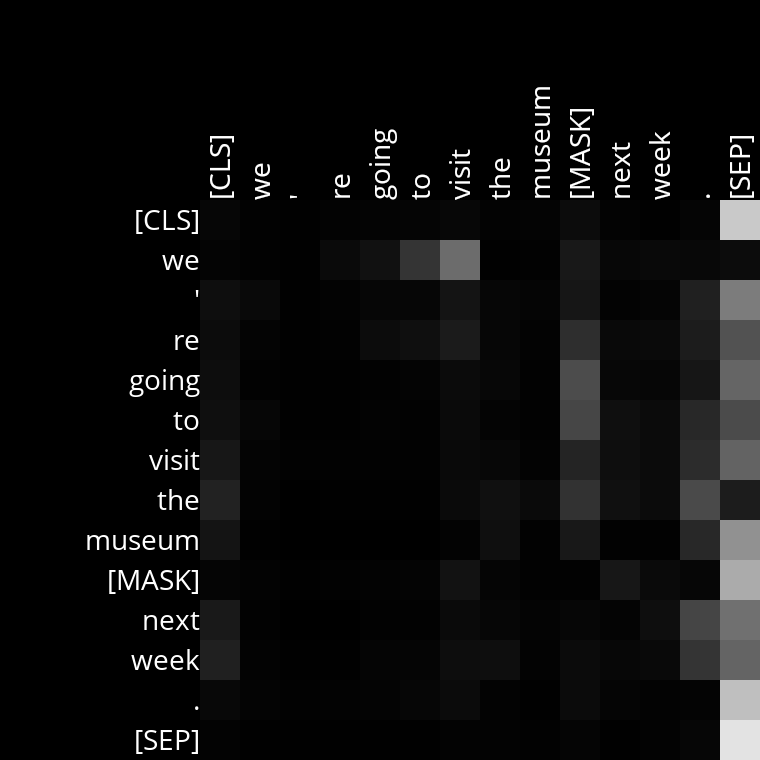 [CLS] we ' re going to visit the museum [MASK] next week . [SEP]
[CLS]
we
'
re
going
to
visit
the
museum
[MASK]
next
week
.
[SEP]